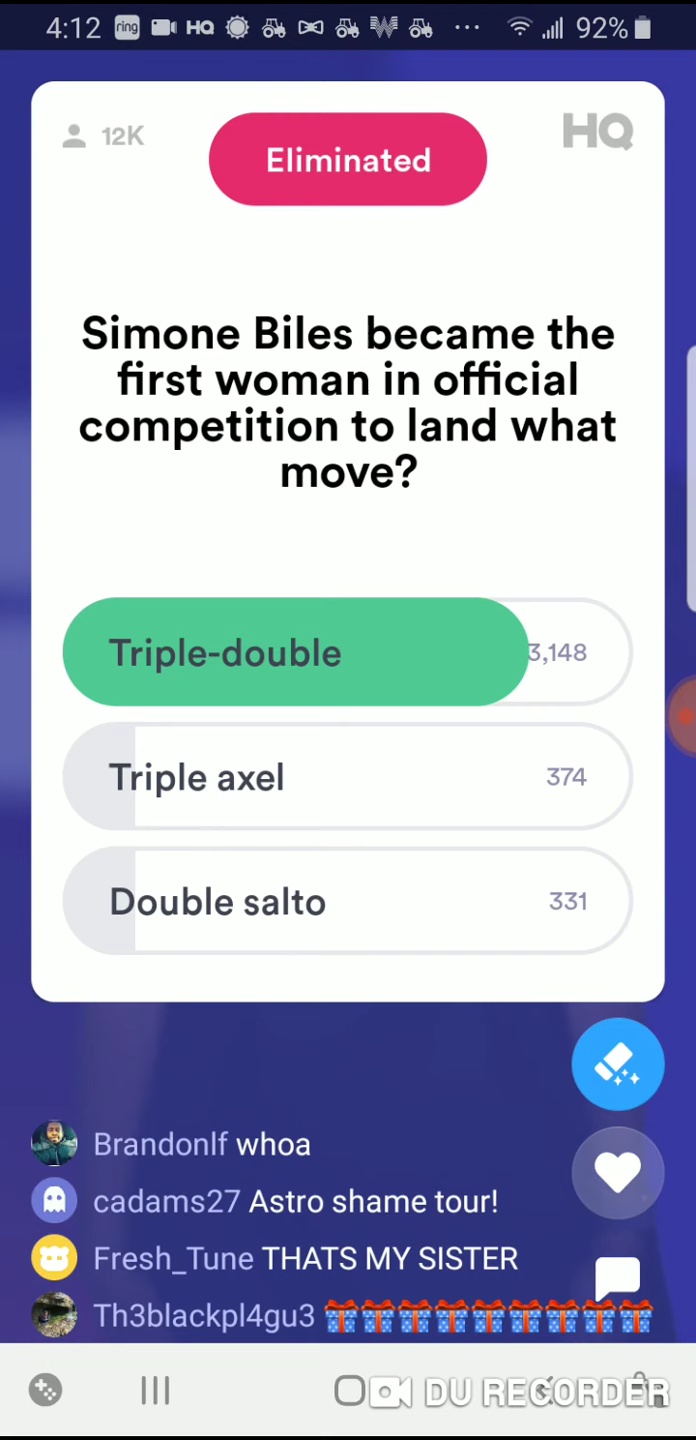 4:12 ring HQ 92%
12K
Eliminated
HQ
Simone Biles became the
first woman in official
competition to land what
move?
Triple-double 3,148
Triple axel 374
Double salto 331
Brandonlf whoa
cadams27 Astro shame tour!
Fresh_Tune THATS MY SISTER
Th3blackpl4gu3 🎁🎁🎁🎁🎁🎁🎁🎁🎁
DU RECORDER